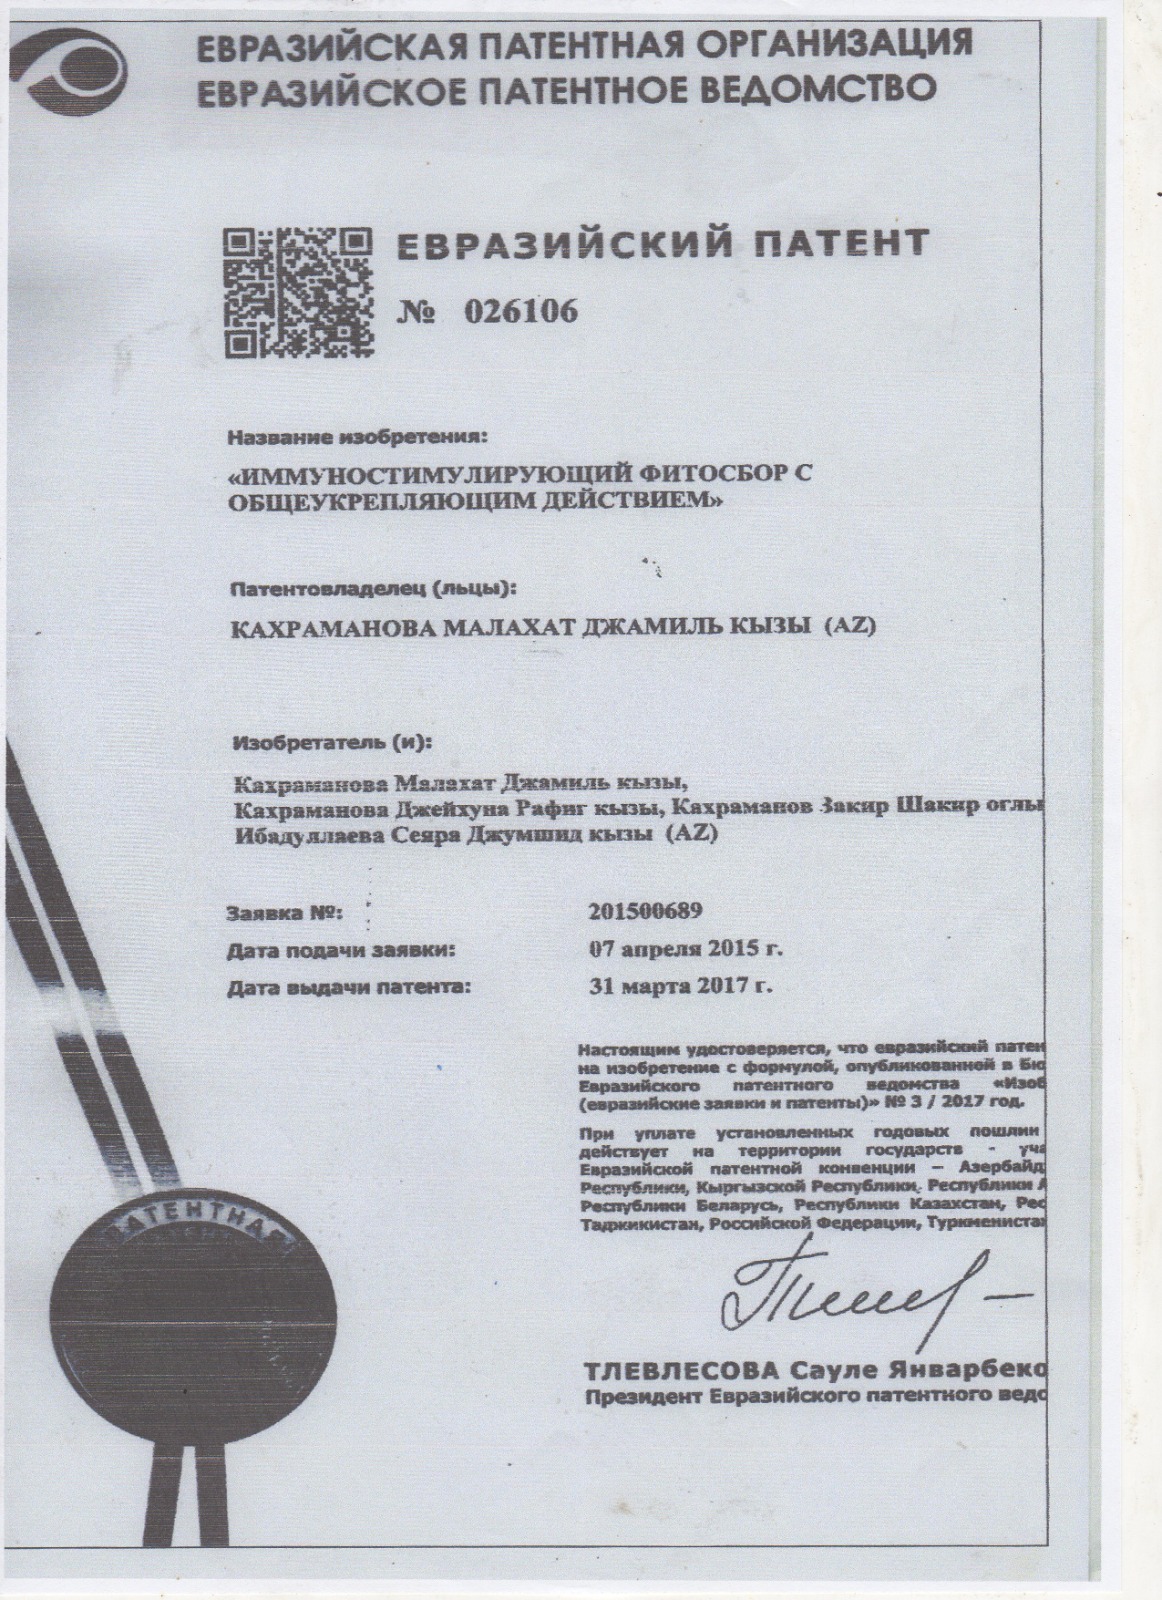 ЕВРАЗИЙСКАЯ ПАТЕНТНАЯ ОРГАНИЗАЦИЯ
ЕВРАЗИЙСКОЕ ПАТЕНТНОЕ ВЕДОМСТВО
ЕВРАЗИЙСКИЙ ПАТЕНТ
№ 026106
Название изобретения:
«ИММУНОСТИМУЛИРУЮЩИЙ ФИТОСБОР С
ОБЩЕУКРЕПЛЯЮЩИМ ДЕЙСТВИЕМ»
Патентовладелец (льцы):
КАХРАМАНОВА МАЛАХАТ ДЖАМИЛЬ КЫЗЫ (AZ)
Изобретатель (и):
Кахраманова Малахат Джамиль кызы,
Кахраманова Джейхуна Рафиг кызы, Кахраманов Закир Шакир оглы
Ибадуллаева Сеяра Джумшид кызы (AZ)
Заявка №: 201500689
Дата подачи заявки: 07 апреля 2015 г.
Дата выдачи патента: 31 марта 2017 г.
Настоящим удостоверяется, что евразийский патен
на изобретение с формулой, опубликованной в Бю
Евразийского патентного ведомства «Изоб
(евразийские заявки и патенты)» № 3 / 2017 год.
При уплате установленных годовых пошлин
действует на территории государств - уча
Евразийской патентной конвенции – Азербайд
Республики, Кыргызской Республики, Республики А
Республики Беларусь, Республики Казахстан, Рес
Таджикистан, Российской Федерации, Туркменистан
ПАТЕНТНАЯ
ТЛЕВЛЕСОВА Сауле Январбеко
Президент Евразийского патентного ведо